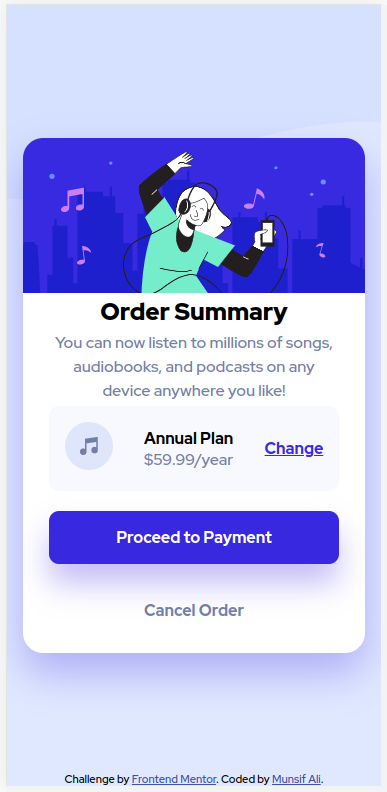 Order Summary
You can now listen to millions of songs,
audiobooks, and podcasts on any
device anywhere you like!
Annual Plan
$59.99/year
Change
Proceed to Payment
Cancel Order
Challenge by Frontend Mentor. Coded by Munsif Ali.